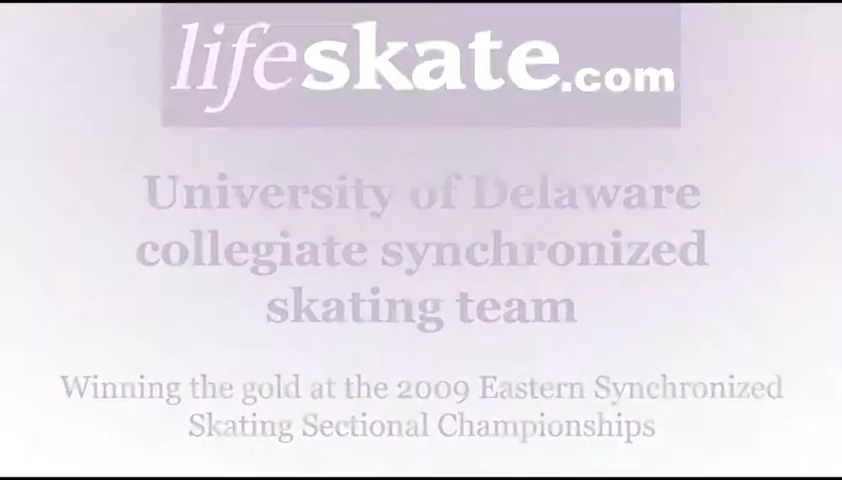 lifeskate.com
University of Delaware
collegiate synchronized
skating team
Winning the gold at the 2009 Eastern Synchronized
Skating Sectional Championships